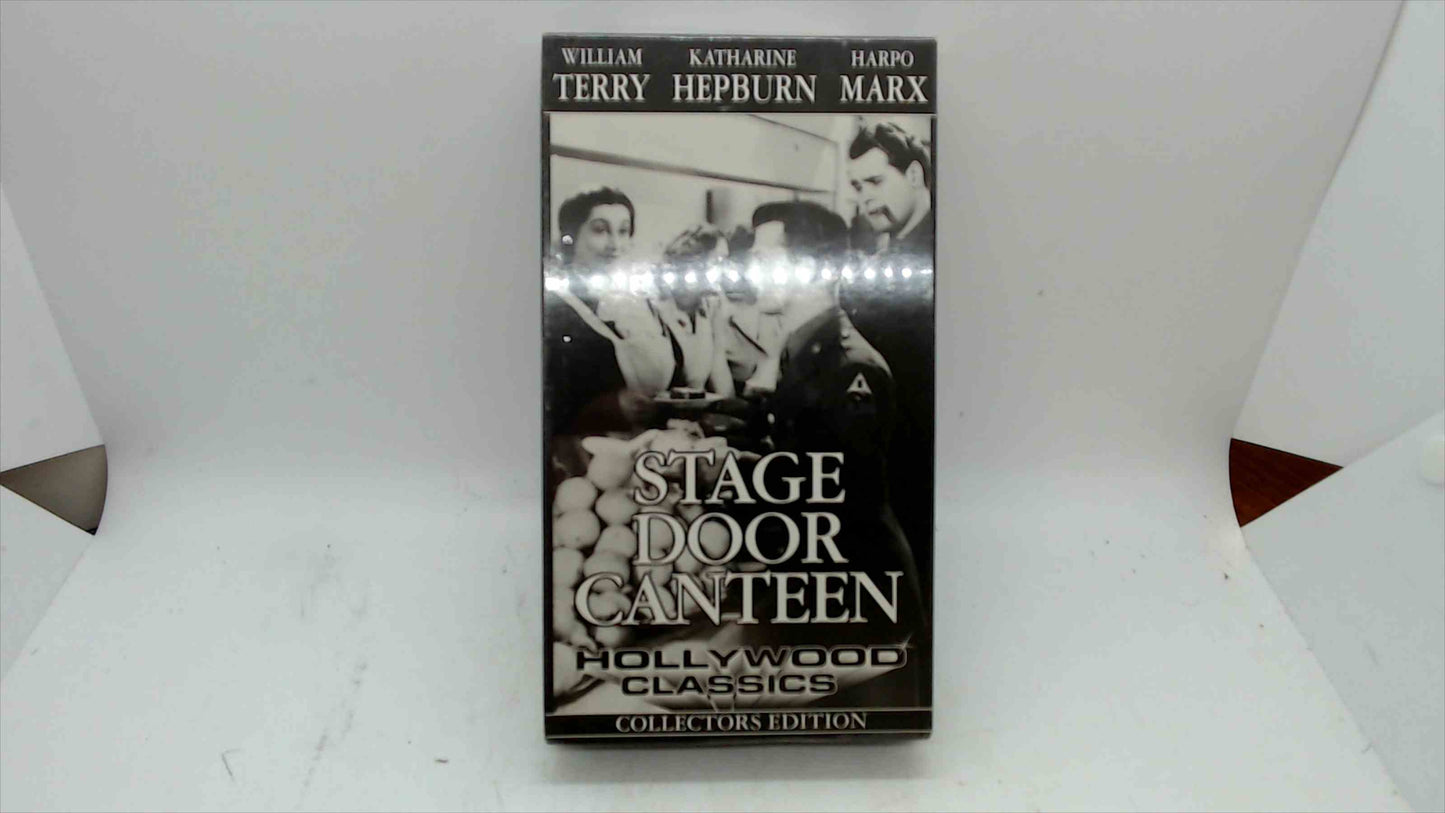 WILLIAM KATHARINE HARPO
TERRY HEPBURN MARX
STAGE
DOOR
CANTEEN
HOLLYWOOD
CLASSICS
COLLECTORS EDITION